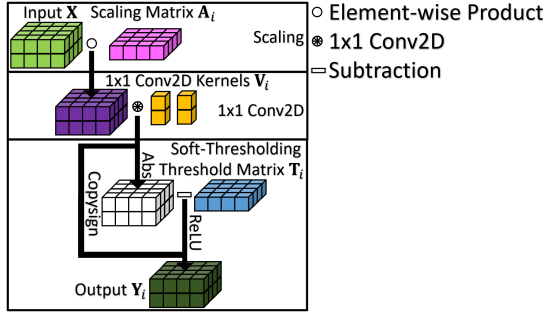 Input X Scaling Matrix A_i
Scaling
1x1 Conv2D Kernels V_i
1x1 Conv2D
Soft-Thresholding
Threshold Matrix T_i
Abs
Copysign
ReLU
Output Y_i
Element-wise Product
1x1 Conv2D
Subtraction